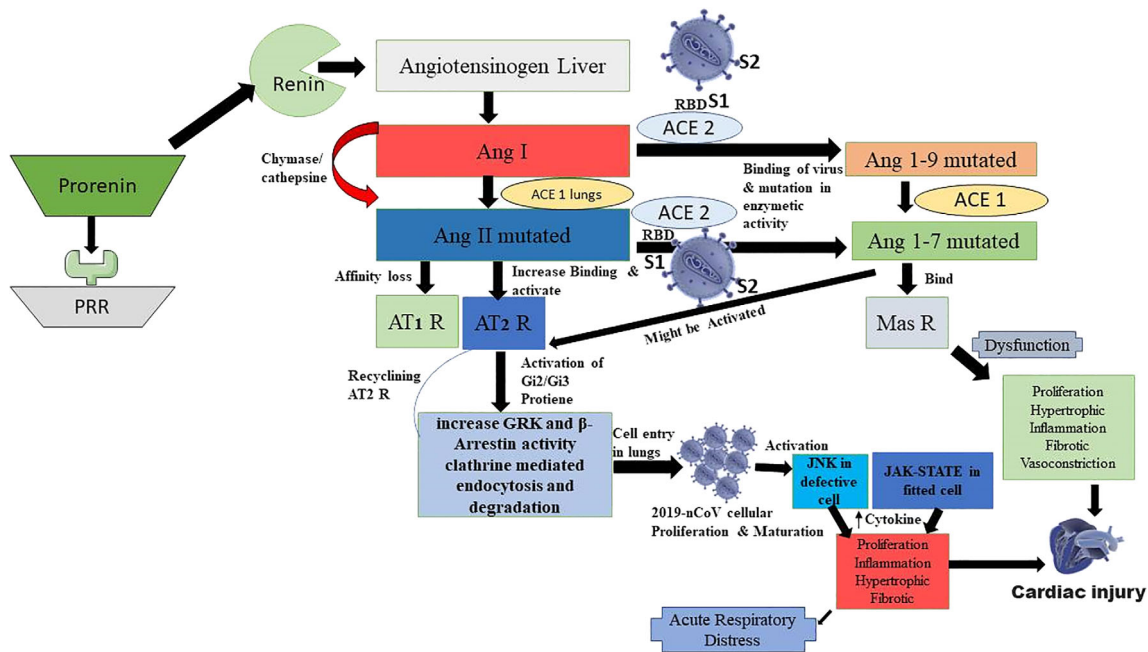 Renin
Angiotensinogen Liver
S2
RBD S1
ACE 2
Prorenin
PRR
Chymase/
cathepsine
Ang I
Ang 1-9 mutated
Binding of virus
& mutation in
enzymetic
activity
ACE 1 lungs
ACE 2
ACE 1
Ang II mutated
RBD
S1
S2
Ang 1-7 mutated
Affinity loss
Increase Binding &
activate
Bind
AT1 R
AT2 R
Might be Activated
Mas R
Dysfunction
Recyclining
AT2 R
Activation of
Gi2/Gi3
Protiene
Proliferation
Hypertrophic
Inflammation
Fibrotic
Vasoconstriction
increase GRK and β-
Arrestin activity
clathrine mediated
endocytosis and
degradation
Cell entry
in lungs
Activation
2019-nCoV cellular
Proliferation & Maturation
JNK in
defective
cell
JAK-STATE in
fitted cell
Cytokine
Proliferation
Inflammation
Hypertrophic
Fibrotic
Cardiac injury
Acute Respiratory
Distress